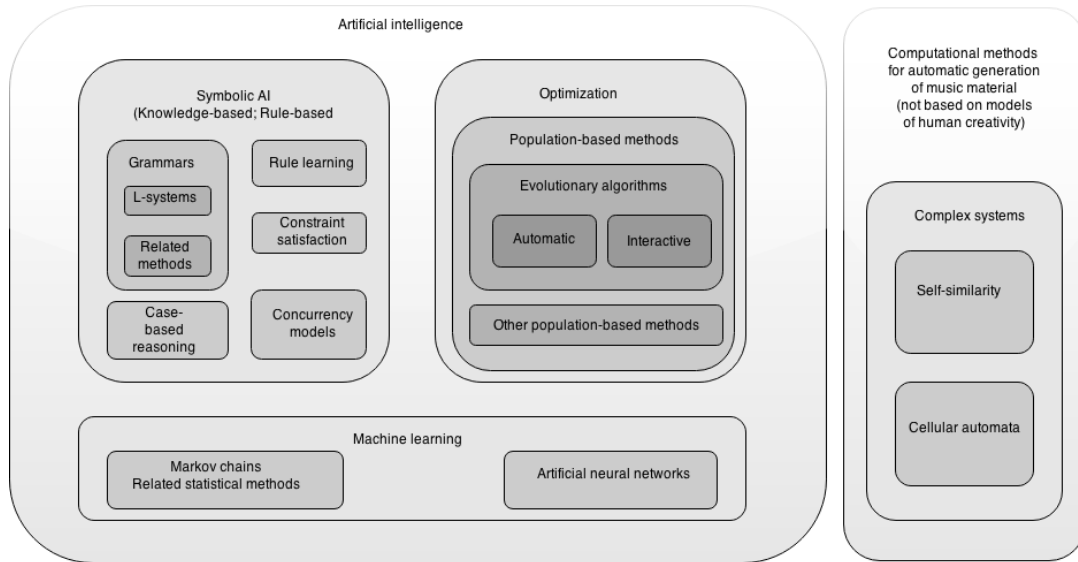 Artificial intelligence
Symbolic AI
(Knowledge-based; Rule-based
Grammars
L-systems
Related
methods
Rule learning
Constraint
satisfaction
Case-
based
reasoning
Concurrency
models
Optimization
Population-based methods
Evolutionary algorithms
Automatic
Interactive
Other population-based methods
Machine learning
Markov chains
Related statistical methods
Artificial neural networks
Computational methods
for automatic generation
of music material
(not based on models
of human creativity)
Complex systems
Self-similarity
Cellular automata